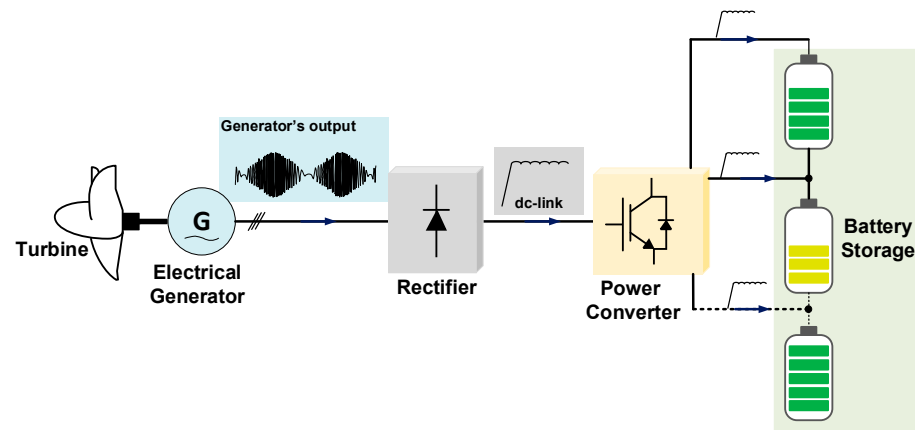 Generator's output
dc-link
G
Turbine
Electrical
Generator
Rectifier
Power
Converter
Battery
Storage